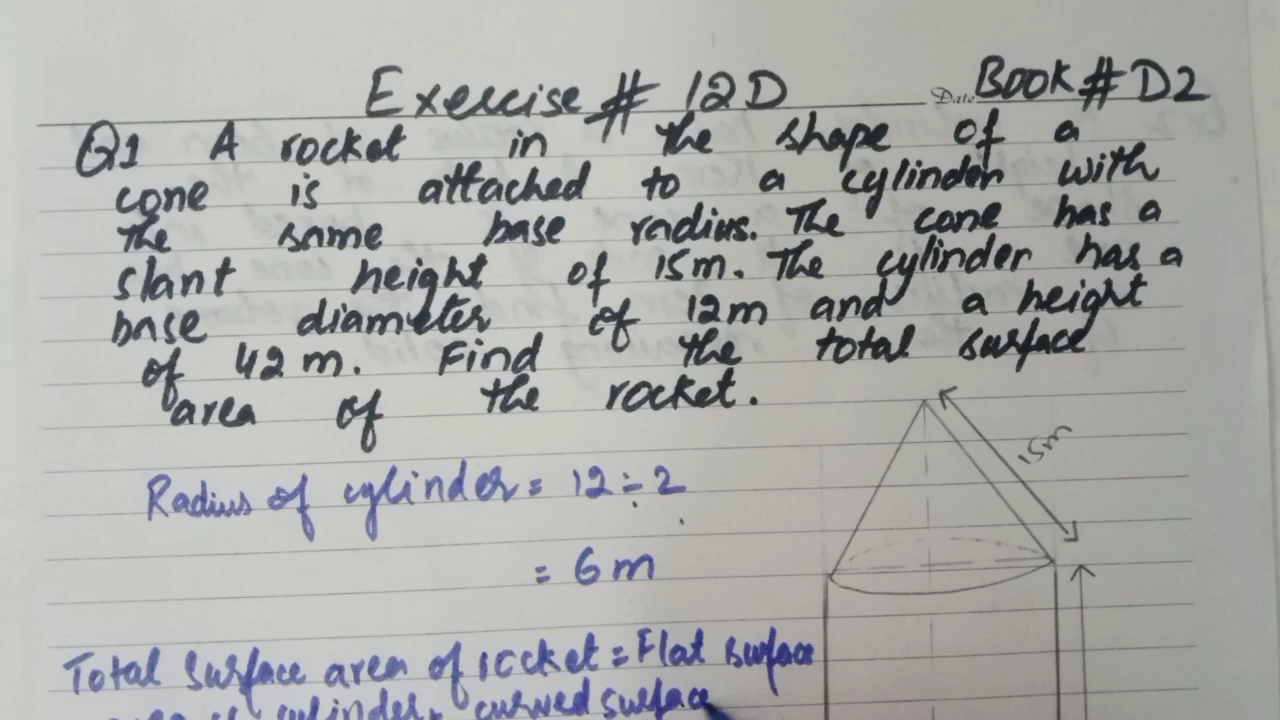 Exercise # 12D
Date
BOOK # D2
Q1 A rocket in the shape of a
cone is attached to a cylinder with
the same base radius. The cone has a
slant height of 15m. The cylinder has a
base diameter of 12m and a height
of 42 m. Find the total surface
area of the rocket.
15m
Radius of cylinder = 12 ÷ 2
= 6m
Total Surface area of rocket = Flat surface
cylinder, curved surface